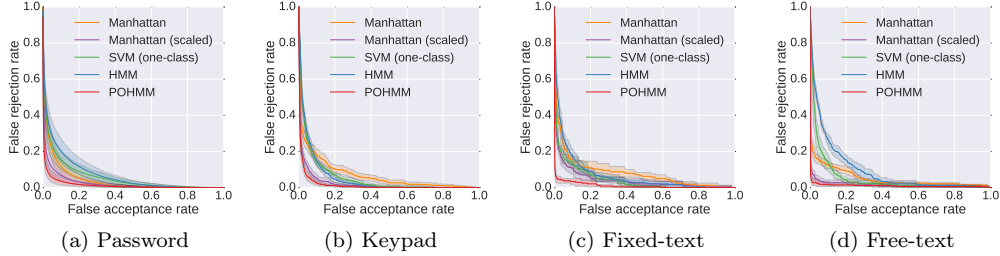 False rejection rate
1.0
0.8
0.6
0.4
0.2
0.0
Manhattan
Manhattan (scaled)
SVM (one-class)
HMM
POHMM
0.0 0.2 0.4 0.6 0.8 1.0
False acceptance rate
(a) Password
False rejection rate
1.0
0.8
0.6
0.4
0.2
0.0
Manhattan
Manhattan (scaled)
SVM (one-class)
HMM
POHMM
0.0 0.2 0.4 0.6 0.8 1.0
False acceptance rate
(b) Keypad
False rejection rate
1.0
0.8
0.6
0.4
0.2
0.0
Manhattan
Manhattan (scaled)
SVM (one-class)
HMM
POHMM
0.0 0.2 0.4 0.6 0.8 1.0
False acceptance rate
(c) Fixed-text
False rejection rate
1.0
0.8
0.6
0.4
0.2
0.0
Manhattan
Manhattan (scaled)
SVM (one-class)
HMM
POHMM
0.0 0.2 0.4 0.6 0.8 1.0
False acceptance rate
(d) Free-text